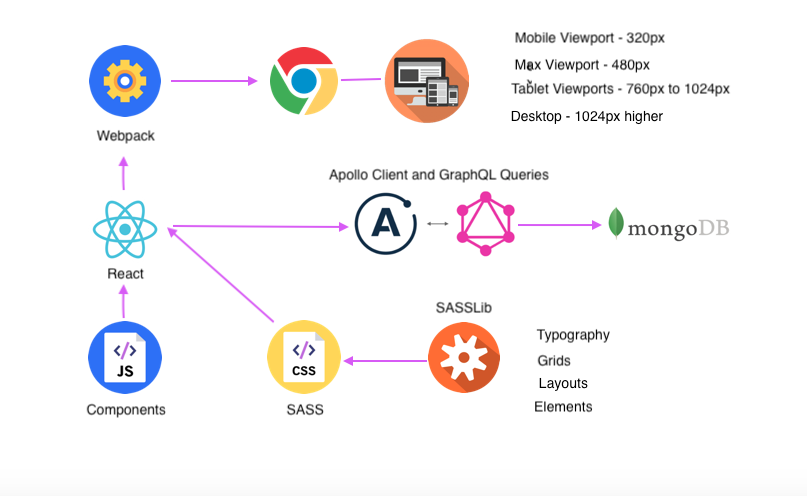 Mobile Viewport - 320px
Max Viewport - 480px
Tablet Viewports - 760px to 1024px
Desktop - 1024px higher
Webpack
Apollo Client and GraphQL Queries
A
mongoDB
React
SASSLib
</> JS
</> CSS
Typography
Grids
Layouts
Elements
Components
SASS